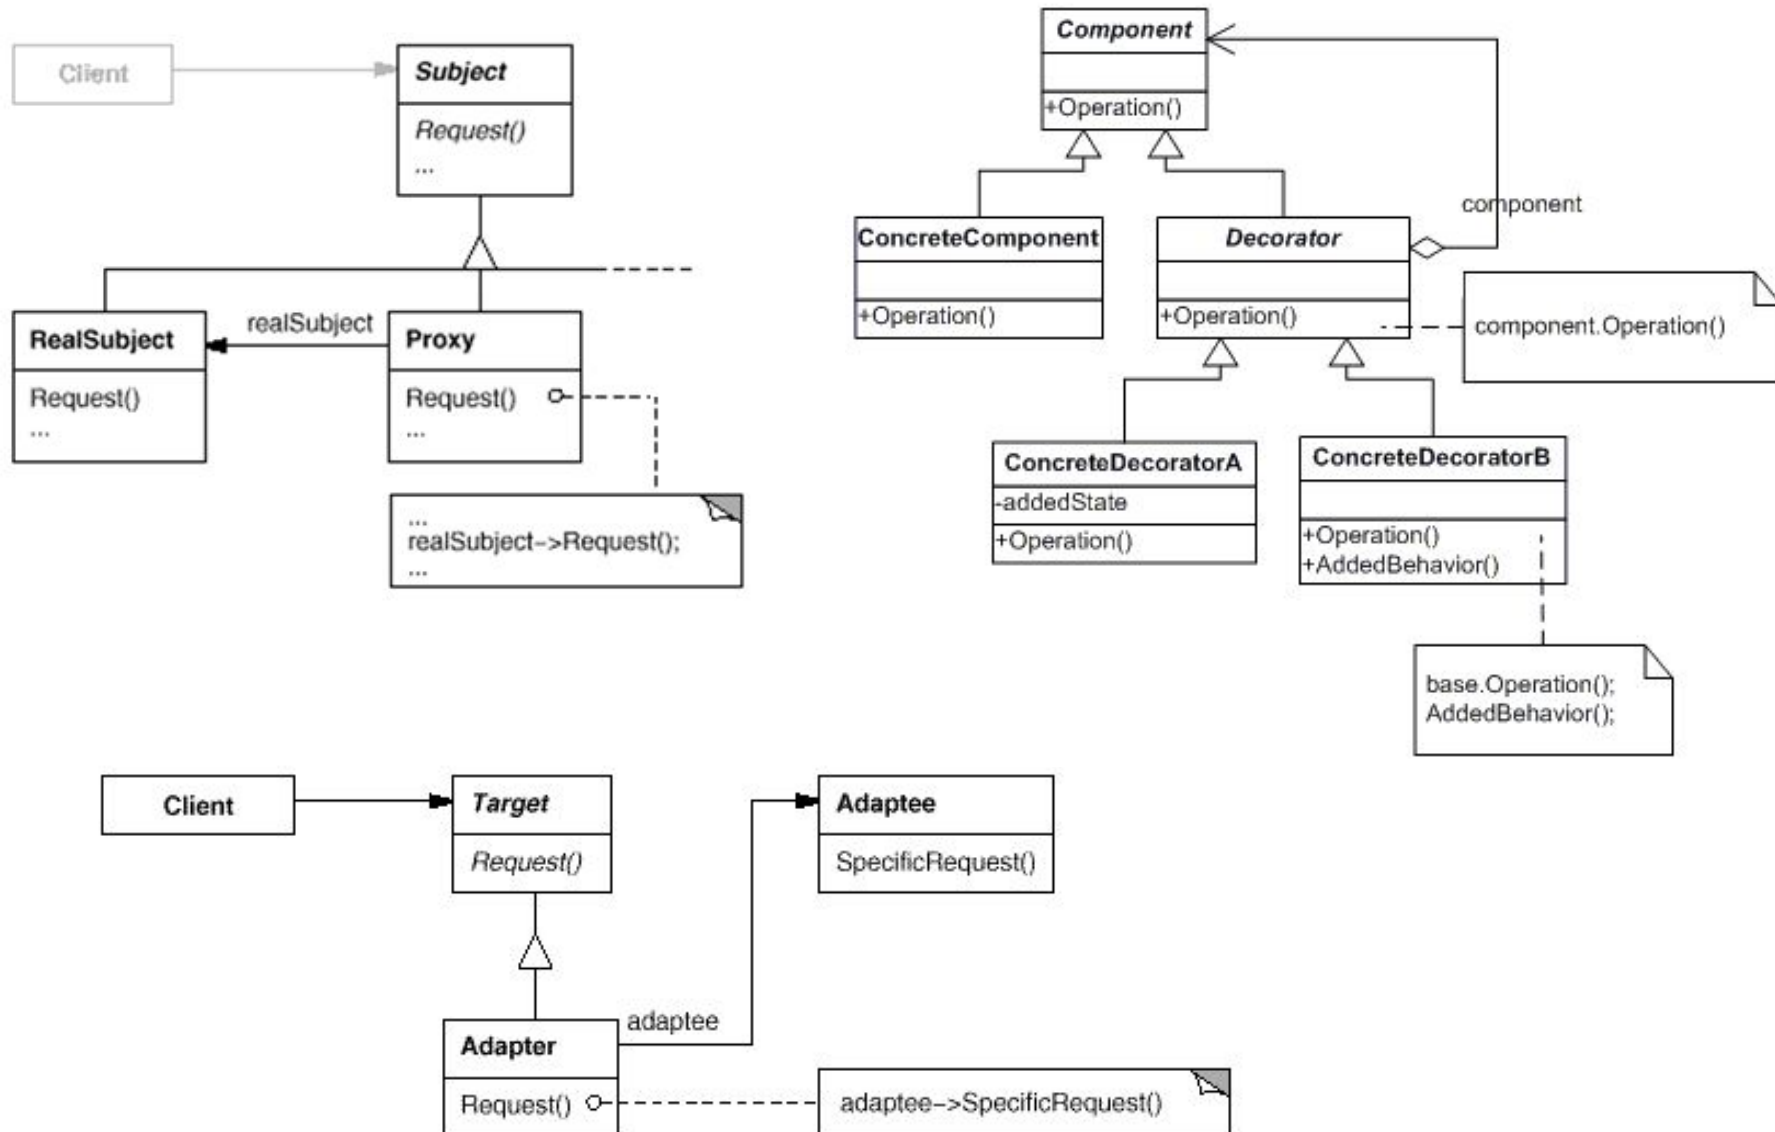 Client
Subject
Request()
...
RealSubject
Request()
...
realSubject
Proxy
Request()
...
...
realSubject->Request();
...
Component
+Operation()
component
ConcreteComponent
+Operation()
Decorator
+Operation()
component.Operation()
ConcreteDecoratorA
-addedState
+Operation()
ConcreteDecoratorB
+Operation()
+AddedBehavior()
base.Operation();
AddedBehavior();
Client
Target
Request()
Adaptee
SpecificRequest()
adaptee
Adapter
Request()
adaptee->SpecificRequest()